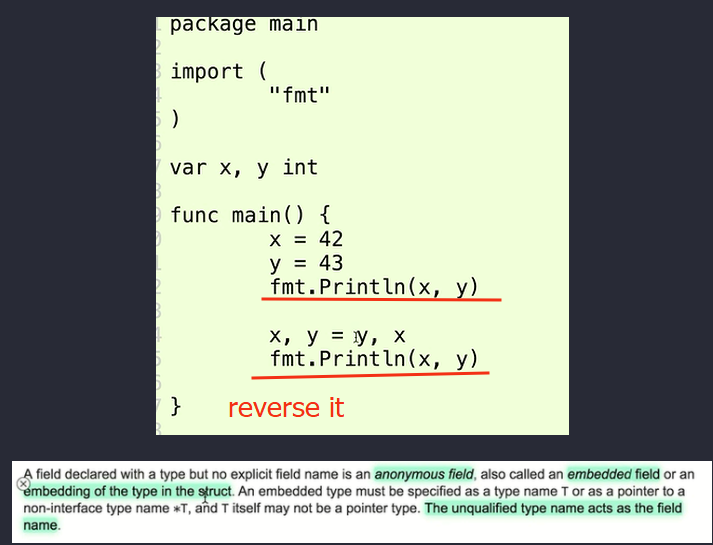 package main
import (
"fmt"
)
var x, y int
func main() {
x = 42
y = 43
fmt.Println(x, y)
x, y = y, x
fmt.Println(x, y)
} reverse it
A field declared with a type but no explicit field name is an anonymous field, also called an embedded field or an
embedding of the type in the struct. An embedded type must be specified as a type name T or as a pointer to a
non-interface type name *T, and T itself may not be a pointer type. The unqualified type name acts as the field
name.